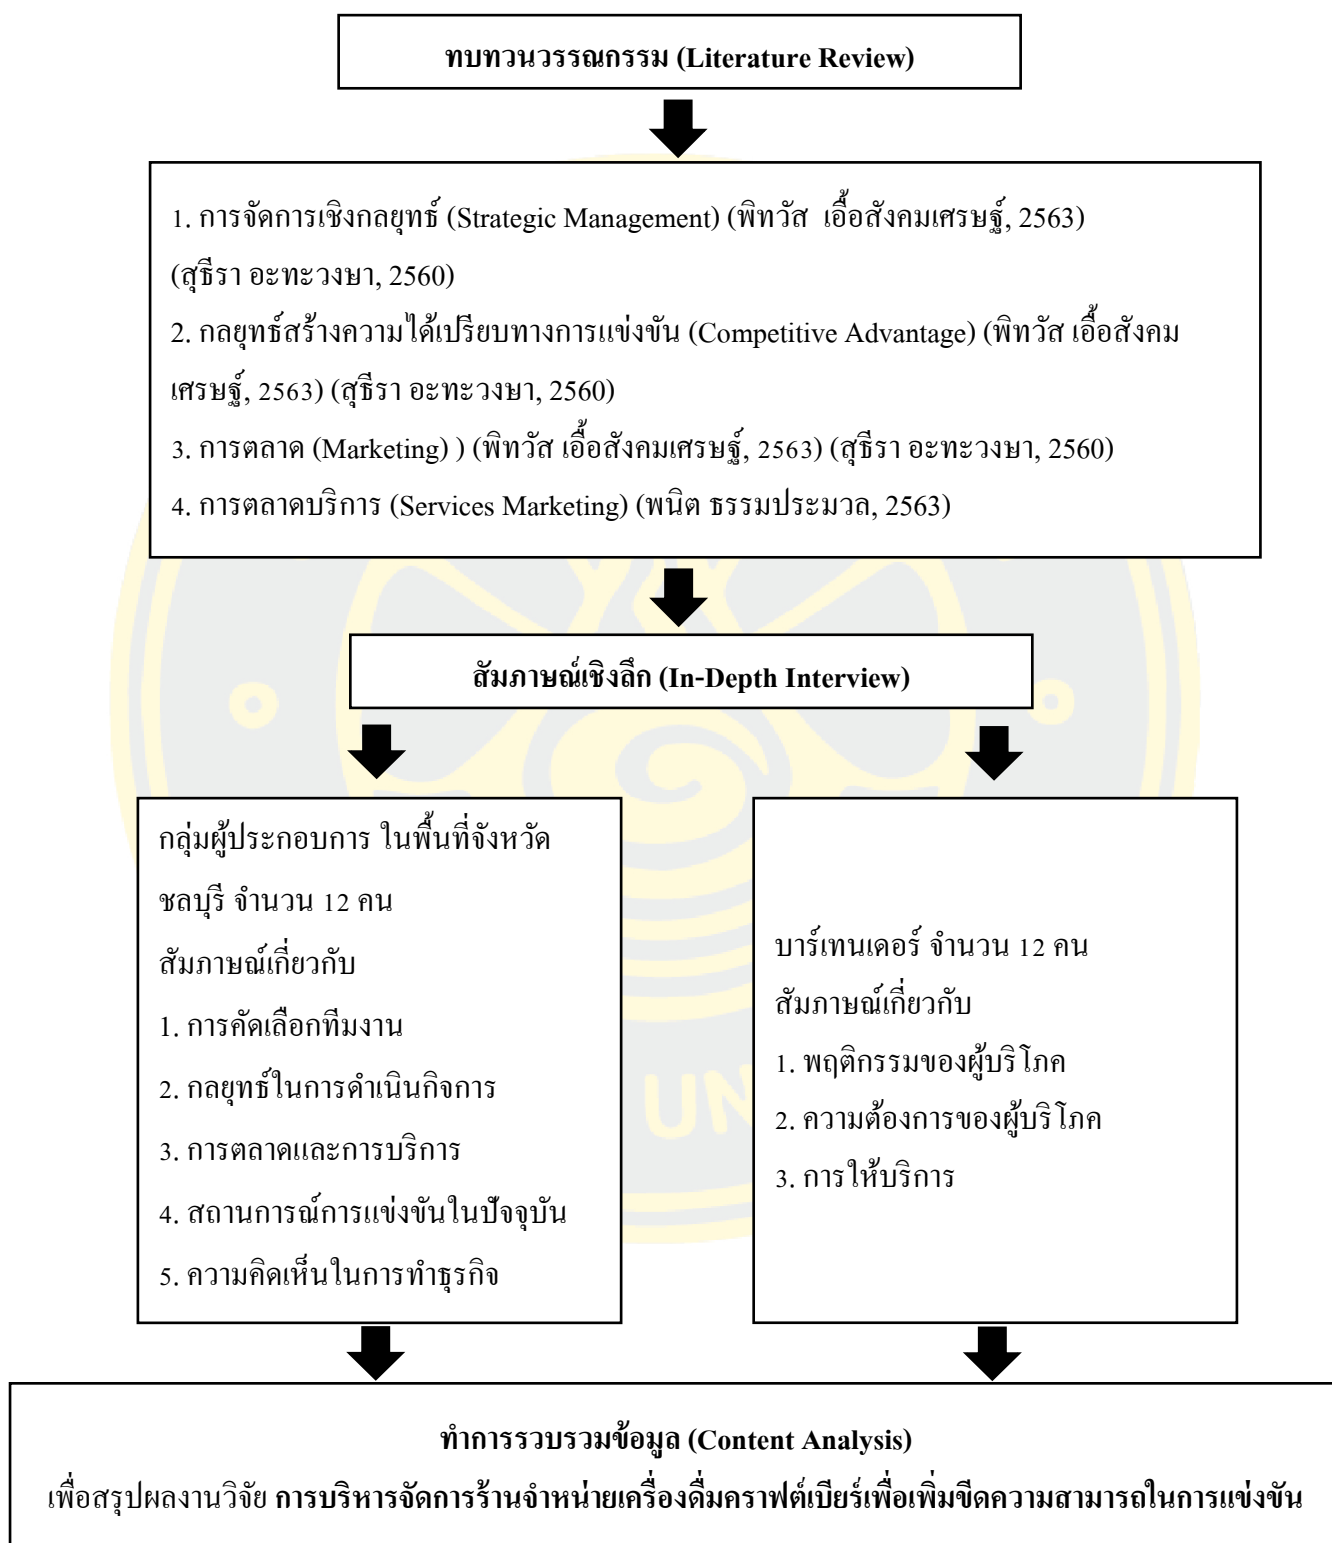 ทบทวนวรรณกรรม (Literature Review)
1. การจัดการเชิงกลยุทธ์ (Strategic Management) (พิทวัส  เอื้อสังคมเศรษฐ์, 2563)
(สุธีรา อะทะวงษา, 2560)
2. กลยุทธ์สร้างความได้เปรียบทางการแข่งขัน (Competitive Advantage) (พิทวัส เอื้อสังคม
เศรษฐ์, 2563) (สุธีรา อะทะวงษา, 2560)
3. การตลาด (Marketing) ) (พิทวัส เอื้อสังคมเศรษฐ์, 2563) (สุธีรา อะทะวงษา, 2560)
4. การตลาดบริการ (Services Marketing) (พนิต ธรรมประมวล, 2563)
สัมภาษณ์เชิงลึก (In-Depth Interview)
กลุ่มผู้ประกอบการ ในพื้นที่จังหวัด
ชลบุรี จำนวน 12 คน
สัมภาษณ์เกี่ยวกับ
1. การคัดเลือกทีมงาน
2. กลยุทธ์ในการดำเนินกิจการ
3. การตลาดและการบริการ
4. สถานการณ์การแข่งขันในปัจจุบัน
5. ความคิดเห็นในการทำธุรกิจ
บาร์เทนเดอร์ จำนวน 12 คน
สัมภาษณ์เกี่ยวกับ
1. พฤติกรรมของผู้บริโภค
2. ความต้องการของผู้บริโภค
3. การให้บริการ
UN
ทำการรวบรวมข้อมูล (Content Analysis)
เพื่อสรุปผลงานวิจัย การบริหารจัดการร้านจำหน่ายเครื่องดื่มคราฟต์เบียร์เพื่อเพิ่มขีดความสามารถในการแข่งขัน